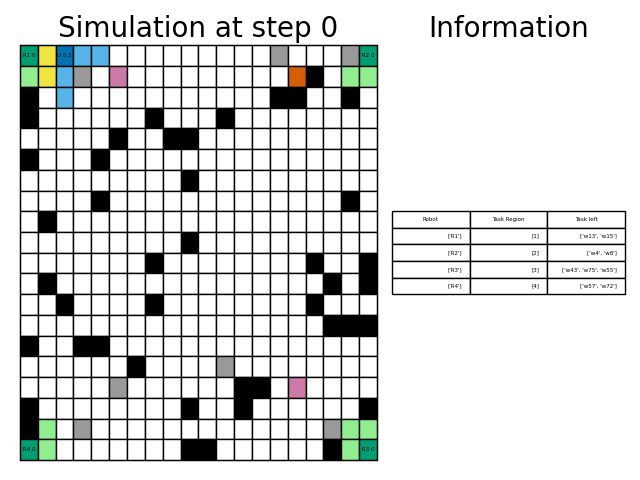 Simulation at step 0
Information
R1 0
U 0.3
R2 0
Robot Task Region Task left
['R1'] [1] ['w13', 'w15']
['R2'] [2] ['w4', 'w8']
['R3'] [3] ['w43', 'w75', 'w55']
['R4'] [4] ['w57', 'w72']
R4 0
R3 0